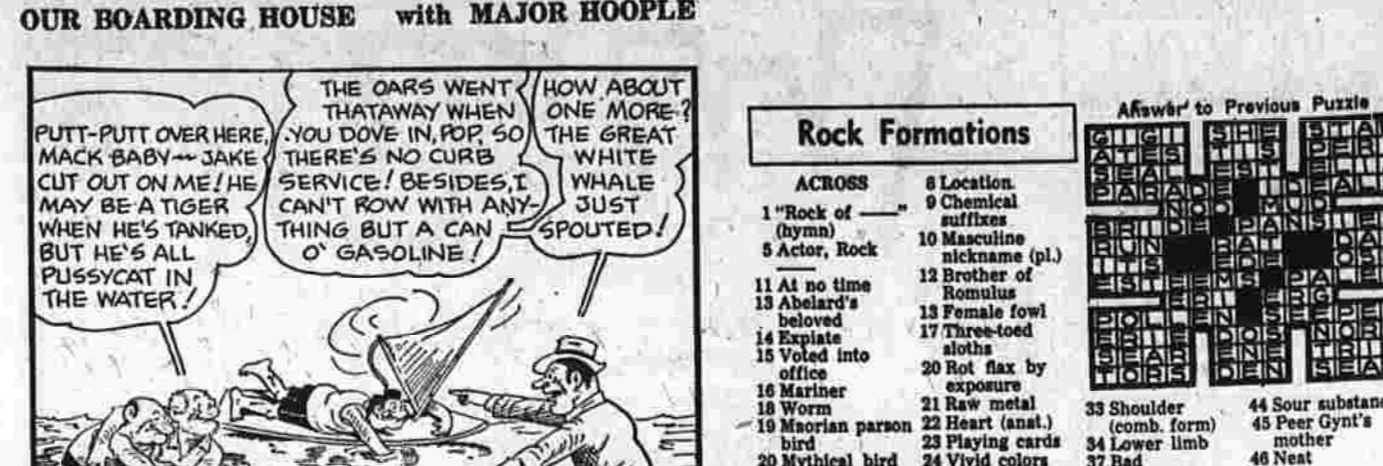 OUR BOARDING HOUSE with MAJOR HOOPLE
PUTT-PUTT OVER HERE,
MACK BABY~ JAKE
CUT OUT ON ME! HE
MAY BE A TIGER
WHEN HE'S TANKED,
BUT HE'S ALL
PUSSYCAT IN
THE WATER!
THE OARS WENT
THATAWAY WHEN
YOU DOVE IN, POP, SO
THERE'S NO CURB
SERVICE! BESIDES, I
CAN'T ROW WITH ANY-
THING BUT A CAN
O' GASOLINE!
HOW ABOUT
ONE MORE?
THE GREAT
WHITE
WHALE
JUST
SPOUTED!
Rock Formations
ACROSS
1 "Rock of ——"
(hymn)
5 Actor, Rock
——
11 At no time
13 Abelard's
beloved
14 Expiate
15 Voted into
office
16 Mariner
18 Worm
19 Maorian parson
bird
20 Mythical bird
8 Location
9 Chemical
suffixes
10 Masculine
nickname (pl.)
12 Brother of
Romulus
13 Female fowl
17 Three-toed
sloths
20 Rot flax by
exposure
21 Raw metal
22 Heart (anat.)
23 Playing cards
24 Vivid colors
Answer to Previous Puzzle
33 Shoulder
(comb. form)
34 Lower limb
37 Bad
44 Sour
45 Peer Gynt's
mother
46 Neat